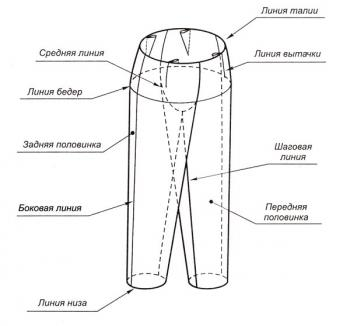 Линия талии
Средняя линия
Линия вытачки
Линия бедер
Задняя половинка
Шаговая
линия
Боковая линия
Передняя
половинка
Линия низа